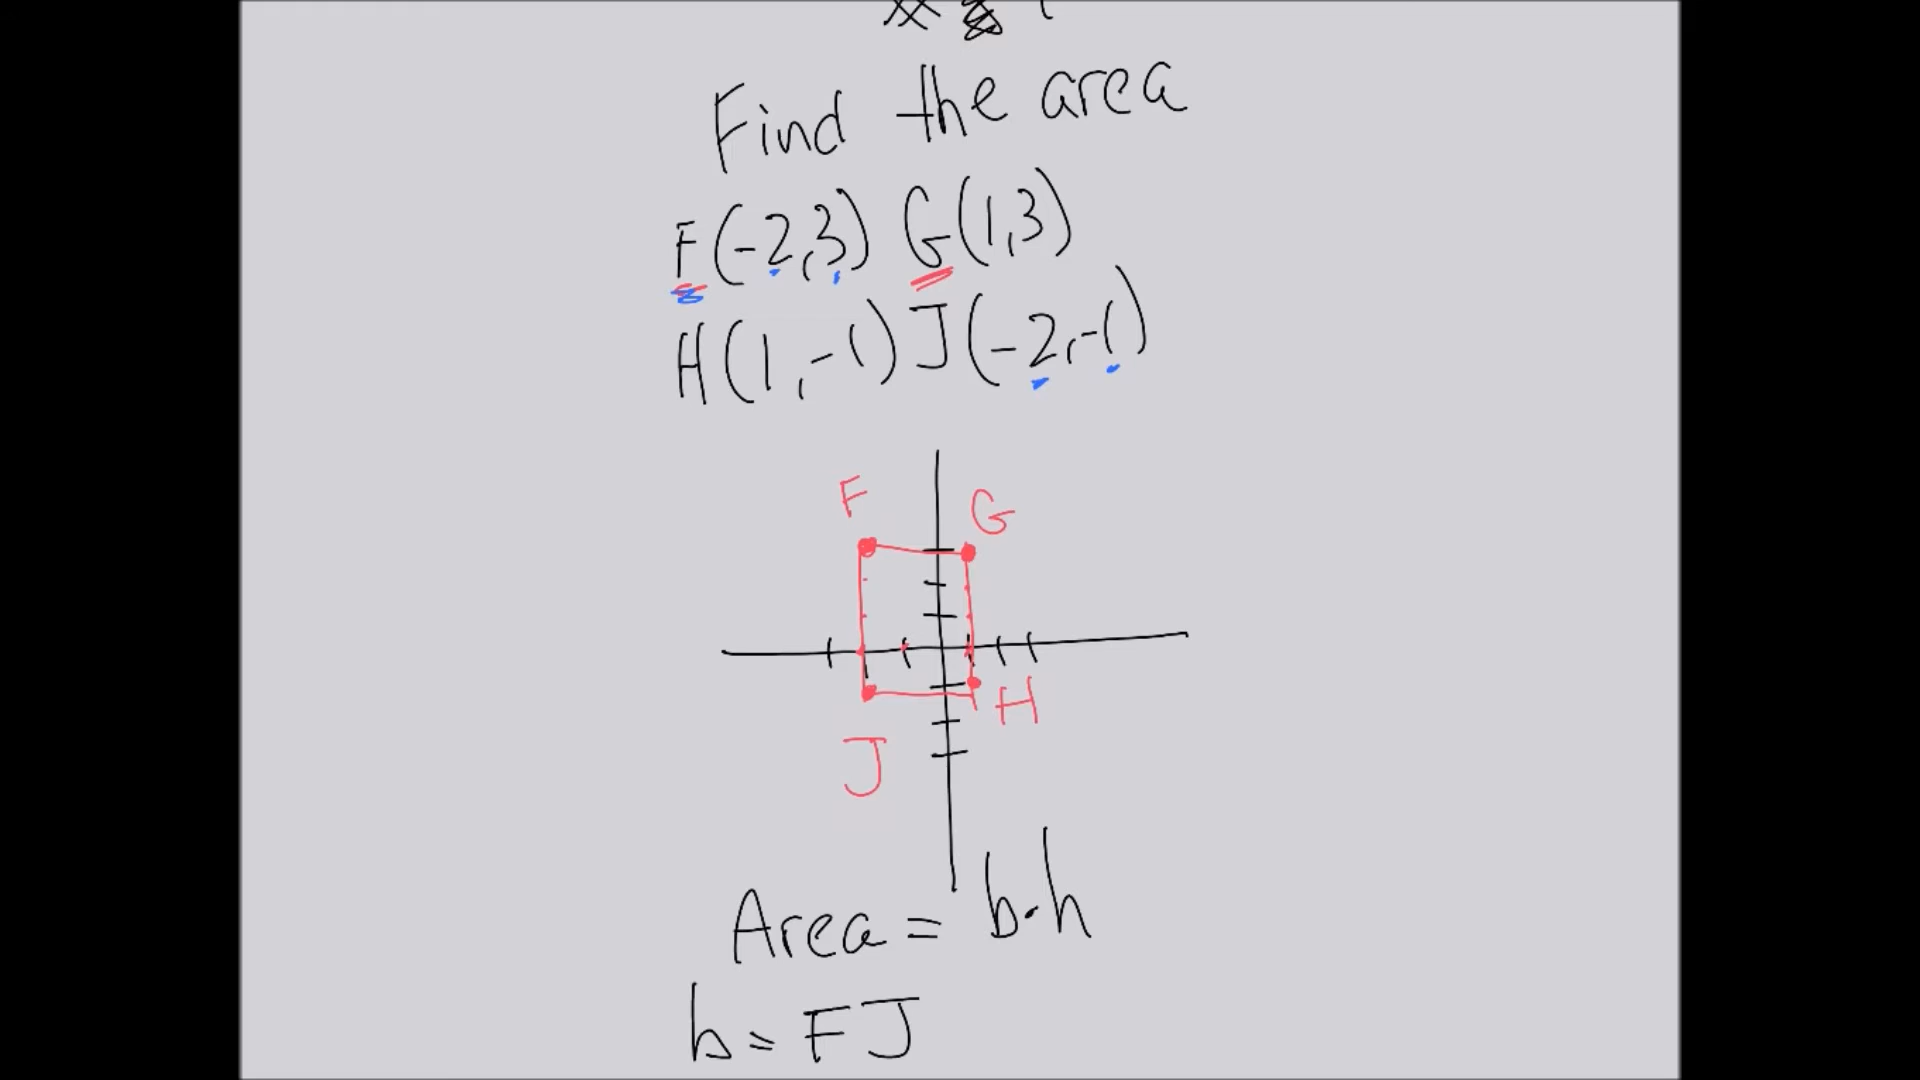 Find the area
F(-2,3) G(1,3)
H(1,-1) J(-2,-1)
F
G
H
J
Area = b·h
b = FJ